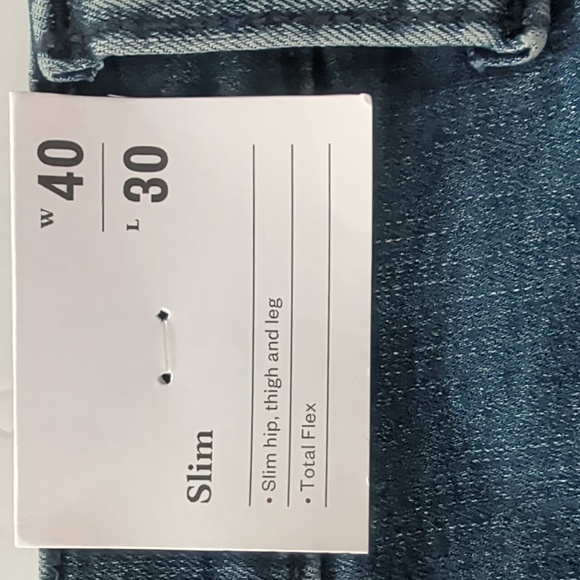 Slim
W 40
L 30
• Slim hip, thigh and leg
• Total Flex